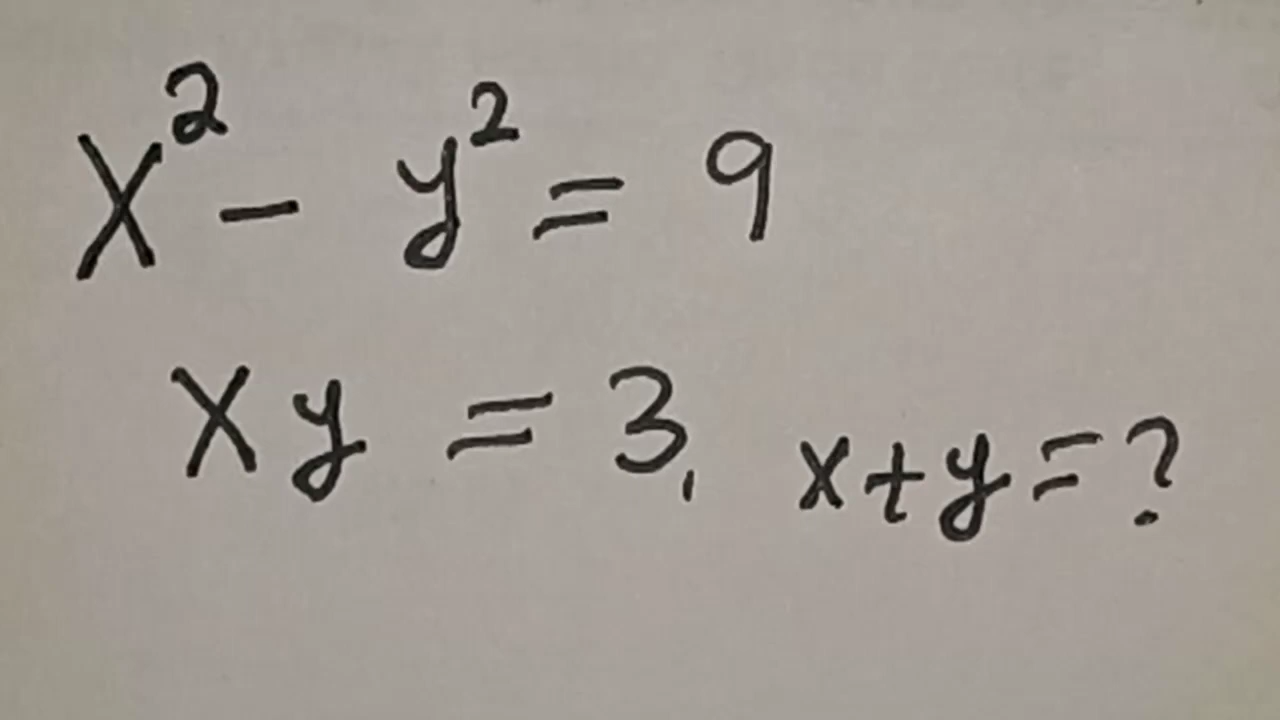 x² - y² = 9
xy = 3, x+y=?